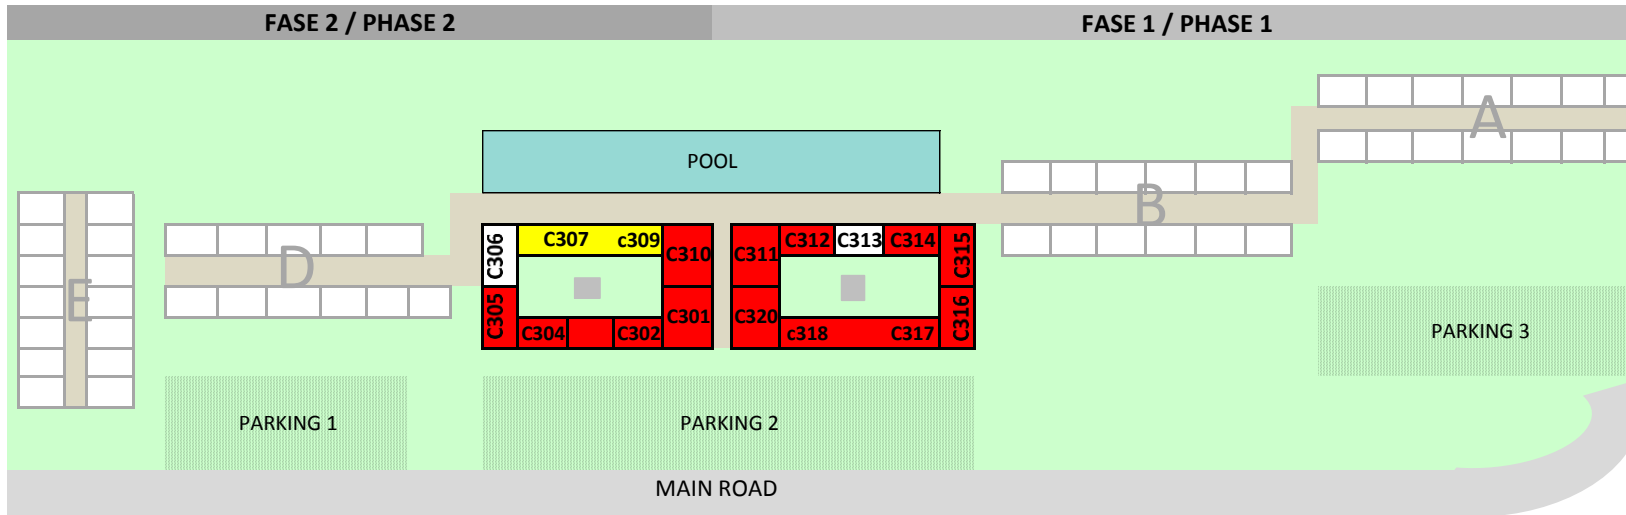 FASE 2 / PHASE 2
FASE 1 / PHASE 1
A
POOL
B
C306
C307 c309
C310
C311
C312
C313
C314
C315
D
E
C305
C304
C302
C301
C320
c318 C317
C316
PARKING 3
PARKING 1
PARKING 2
MAIN ROAD